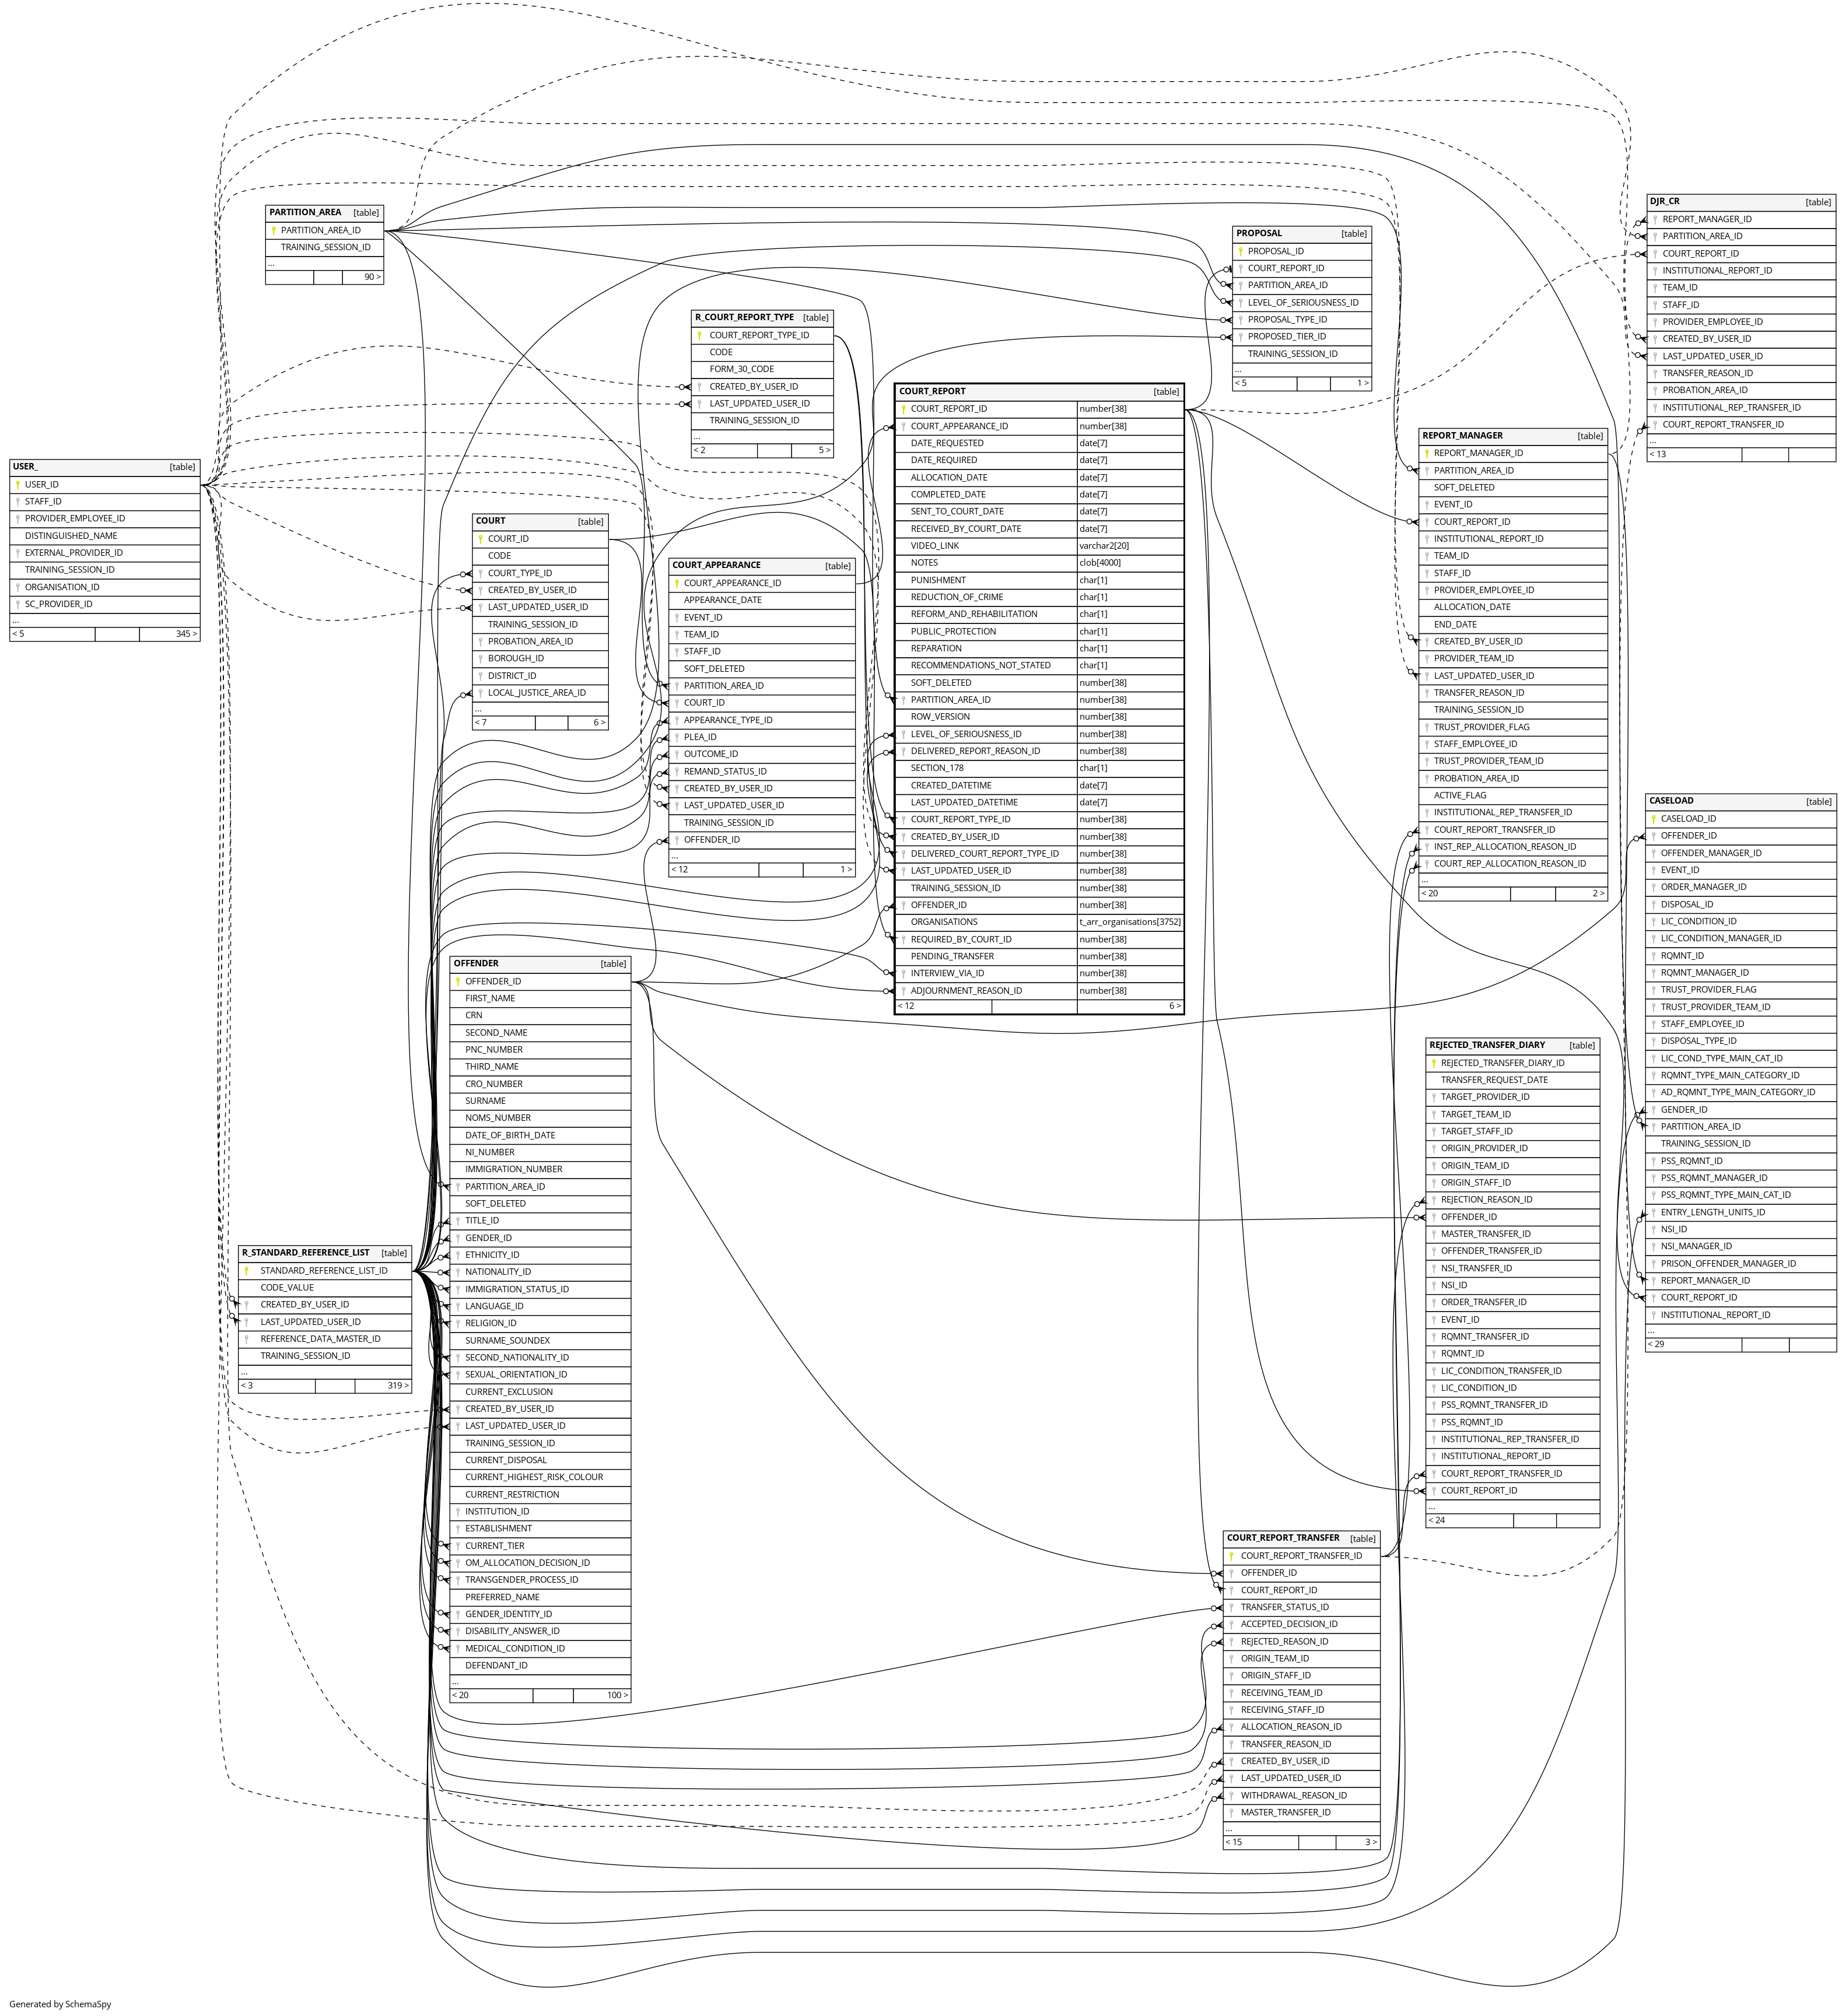 PARTITION_AREA [table]
PARTITION_AREA_ID
TRAINING_SESSION_ID
...
90 >
DJR_CR [table]
REPORT_MANAGER_ID
PARTITION_AREA_ID
COURT_REPORT_ID
INSTITUTIONAL_REPORT_ID
TEAM_ID
STAFF_ID
PROVIDER_EMPLOYEE_ID
CREATED_BY_USER_ID
LAST_UPDATED_USER_ID
TRANSFER_REASON_ID
PROBATION_AREA_ID
INSTITUTIONAL_REP_TRANSFER_ID
COURT_REPORT_TRANSFER_ID
...
< 13
PROPOSAL [table]
PROPOSAL_ID
COURT_REPORT_ID
PARTITION_AREA_ID
LEVEL_OF_SERIOUSNESS_ID
PROPOSAL_TYPE_ID
PROPOSED_TIER_ID
TRAINING_SESSION_ID
...
< 5 1 >
R_COURT_REPORT_TYPE [table]
COURT_REPORT_TYPE_ID
CODE
FORM_30_CODE
CREATED_BY_USER_ID
LAST_UPDATED_USER_ID
TRAINING_SESSION_ID
...
< 2 5 >
COURT_REPORT [table]
COURT_REPORT_ID number[38]
COURT_APPEARANCE_ID number[38]
DATE_REQUESTED date[7]
DATE_REQUIRED date[7]
ALLOCATION_DATE date[7]
COMPLETED_DATE date[7]
SENT_TO_COURT_DATE date[7]
RECEIVED_BY_COURT_DATE date[7]
VIDEO_LINK varchar2[20]
NOTES clob[4000]
PUNISHMENT char[1]
REDUCTION_OF_CRIME char[1]
REFORM_AND_REHABILITATION char[1]
PUBLIC_PROTECTION char[1]
REPARATION char[1]
RECOMMENDATIONS_NOT_STATED char[1]
SOFT_DELETED number[38]
PARTITION_AREA_ID number[38]
ROW_VERSION number[38]
LEVEL_OF_SERIOUSNESS_ID number[38]
DELIVERED_REPORT_REASON_ID number[38]
SECTION_178 char[1]
CREATED_DATETIME date[7]
LAST_UPDATED_DATETIME date[7]
COURT_REPORT_TYPE_ID number[38]
CREATED_BY_USER_ID number[38]
DELIVERED_COURT_REPORT_TYPE_ID number[38]
LAST_UPDATED_USER_ID number[38]
TRAINING_SESSION_ID number[38]
OFFENDER_ID number[38]
ORGANISATIONS t_arr_organisations[3752]
REQUIRED_BY_COURT_ID number[38]
PENDING_TRANSFER number[38]
INTERVIEW_VIA_ID number[38]
ADJOURNMENT_REASON_ID number[38]
< 12 6 >
REPORT_MANAGER [table]
REPORT_MANAGER_ID
PARTITION_AREA_ID
SOFT_DELETED
EVENT_ID
COURT_REPORT_ID
INSTITUTIONAL_REPORT_ID
TEAM_ID
STAFF_ID
PROVIDER_EMPLOYEE_ID
ALLOCATION_DATE
END_DATE
CREATED_BY_USER_ID
PROVIDER_TEAM_ID
LAST_UPDATED_USER_ID
TRANSFER_REASON_ID
TRAINING_SESSION_ID
TRUST_PROVIDER_FLAG
STAFF_EMPLOYEE_ID
TRUST_PROVIDER_TEAM_ID
PROBATION_AREA_ID
ACTIVE_FLAG
INSTITUTIONAL_REP_TRANSFER_ID
COURT_REPORT_TRANSFER_ID
INST_REP_ALLOCATION_REASON_ID
COURT_REP_ALLOCATION_REASON_ID
...
< 20 2 >
USER_ [table]
USER_ID
STAFF_ID
PROVIDER_EMPLOYEE_ID
DISTINGUISHED_NAME
EXTERNAL_PROVIDER_ID
TRAINING_SESSION_ID
ORGANISATION_ID
SC_PROVIDER_ID
...
< 5 345 >
COURT [table]
COURT_ID
CODE
COURT_TYPE_ID
CREATED_BY_USER_ID
LAST_UPDATED_USER_ID
TRAINING_SESSION_ID
PROBATION_AREA_ID
BOROUGH_ID
DISTRICT_ID
LOCAL_JUSTICE_AREA_ID
...
< 7 6 >
COURT_APPEARANCE [table]
COURT_APPEARANCE_ID
APPEARANCE_DATE
EVENT_ID
TEAM_ID
STAFF_ID
SOFT_DELETED
PARTITION_AREA_ID
COURT_ID
APPEARANCE_TYPE_ID
PLEA_ID
OUTCOME_ID
REMAND_STATUS_ID
CREATED_BY_USER_ID
LAST_UPDATED_USER_ID
TRAINING_SESSION_ID
OFFENDER_ID
...
< 12 1 >
CASELOAD [table]
CASELOAD_ID
OFFENDER_ID
OFFENDER_MANAGER_ID
EVENT_ID
ORDER_MANAGER_ID
DISPOSAL_ID
LIC_CONDITION_ID
LIC_CONDITION_MANAGER_ID
RQMNT_ID
RQMNT_MANAGER_ID
TRUST_PROVIDER_FLAG
TRUST_PROVIDER_TEAM_ID
STAFF_EMPLOYEE_ID
DISPOSAL_TYPE_ID
LIC_COND_TYPE_MAIN_CAT_ID
RQMNT_TYPE_MAIN_CATEGORY_ID
AD_RQMNT_TYPE_MAIN_CATEGORY_ID
GENDER_ID
PARTITION_AREA_ID
TRAINING_SESSION_ID
PSS_RQMNT_ID
PSS_RQMNT_MANAGER_ID
PSS_RQMNT_TYPE_MAIN_CAT_ID
ENTRY_LENGTH_UNITS_ID
NSI_ID
NSI_MANAGER_ID
PRISON_OFFENDER_MANAGER_ID
REPORT_MANAGER_ID
COURT_REPORT_ID
INSTITUTIONAL_REPORT_ID
...
< 29
OFFENDER [table]
OFFENDER_ID
FIRST_NAME
CRN
SECOND_NAME
PNC_NUMBER
THIRD_NAME
CRO_NUMBER
SURNAME
NOMS_NUMBER
DATE_OF_BIRTH_DATE
NI_NUMBER
IMMIGRATION_NUMBER
PARTITION_AREA_ID
SOFT_DELETED
TITLE_ID
GENDER_ID
ETHNICITY_ID
NATIONALITY_ID
IMMIGRATION_STATUS_ID
LANGUAGE_ID
RELIGION_ID
SURNAME_SOUNDEX
SECOND_NATIONALITY_ID
SEXUAL_ORIENTATION_ID
CURRENT_EXCLUSION
CREATED_BY_USER_ID
LAST_UPDATED_USER_ID
TRAINING_SESSION_ID
CURRENT_DISPOSAL
CURRENT_HIGHEST_RISK_COLOUR
CURRENT_RESTRICTION
INSTITUTION_ID
ESTABLISHMENT
CURRENT_TIER
OM_ALLOCATION_DECISION_ID
TRANSGENDER_PROCESS_ID
PREFERRED_NAME
GENDER_IDENTITY_ID
DISABILITY_ANSWER_ID
MEDICAL_CONDITION_ID
DEFENDANT_ID
...
< 20 100 >
REJECTED_TRANSFER_DIARY [table]
REJECTED_TRANSFER_DIARY_ID
TRANSFER_REQUEST_DATE
TARGET_PROVIDER_ID
TARGET_TEAM_ID
TARGET_STAFF_ID
ORIGIN_PROVIDER_ID
ORIGIN_TEAM_ID
ORIGIN_STAFF_ID
REJECTION_REASON_ID
OFFENDER_ID
MASTER_TRANSFER_ID
OFFENDER_TRANSFER_ID
NSI_TRANSFER_ID
NSI_ID
ORDER_TRANSFER_ID
EVENT_ID
RQMNT_TRANSFER_ID
RQMNT_ID
LIC_CONDITION_TRANSFER_ID
LIC_CONDITION_ID
PSS_RQMNT_TRANSFER_ID
PSS_RQMNT_ID
INSTITUTIONAL_REP_TRANSFER_ID
INSTITUTIONAL_REPORT_ID
COURT_REPORT_TRANSFER_ID
COURT_REPORT_ID
...
< 24
R_STANDARD_REFERENCE_LIST [table]
STANDARD_REFERENCE_LIST_ID
CODE_VALUE
CREATED_BY_USER_ID
LAST_UPDATED_USER_ID
REFERENCE_DATA_MASTER_ID
TRAINING_SESSION_ID
...
< 3 319 >
COURT_REPORT_TRANSFER [table]
COURT_REPORT_TRANSFER_ID
OFFENDER_ID
COURT_REPORT_ID
TRANSFER_STATUS_ID
ACCEPTED_DECISION_ID
REJECTED_REASON_ID
ORIGIN_TEAM_ID
ORIGIN_STAFF_ID
RECEIVING_TEAM_ID
RECEIVING_STAFF_ID
ALLOCATION_REASON_ID
TRANSFER_REASON_ID
CREATED_BY_USER_ID
LAST_UPDATED_USER_ID
WITHDRAWAL_REASON_ID
MASTER_TRANSFER_ID
...
< 15 3 >
Generated by SchemaSpy